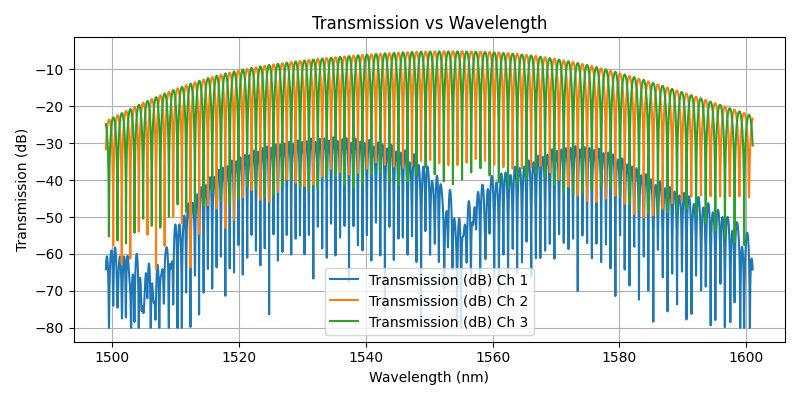 Transmission vs Wavelength
Transmission (dB)
−10
−20
−30
−40
−50
−60
−70
−80
Transmission (dB) Ch 1
Transmission (dB) Ch 2
Transmission (dB) Ch 3
1500 1520 1540 1560 1580 1600
Wavelength (nm)